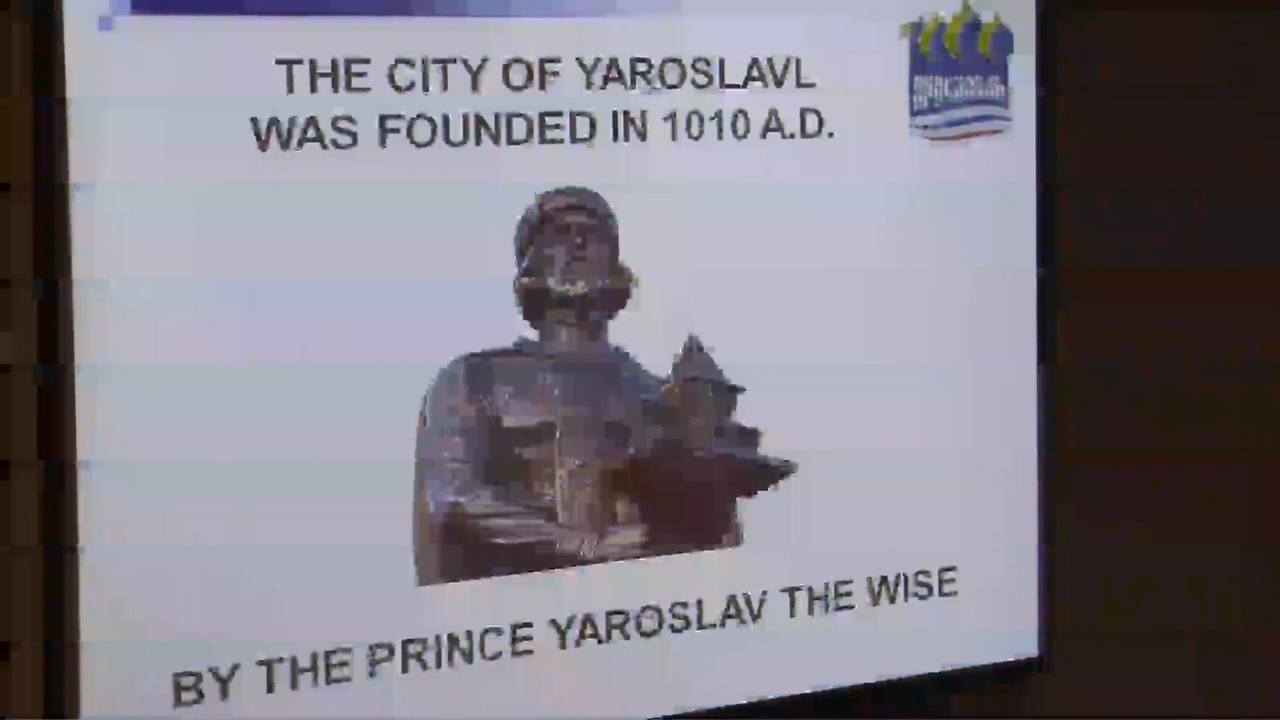 THE CITY OF YAROSLAVL
WAS FOUNDED IN 1010 A.D.
BY THE PRINCE YAROSLAV THE WISE